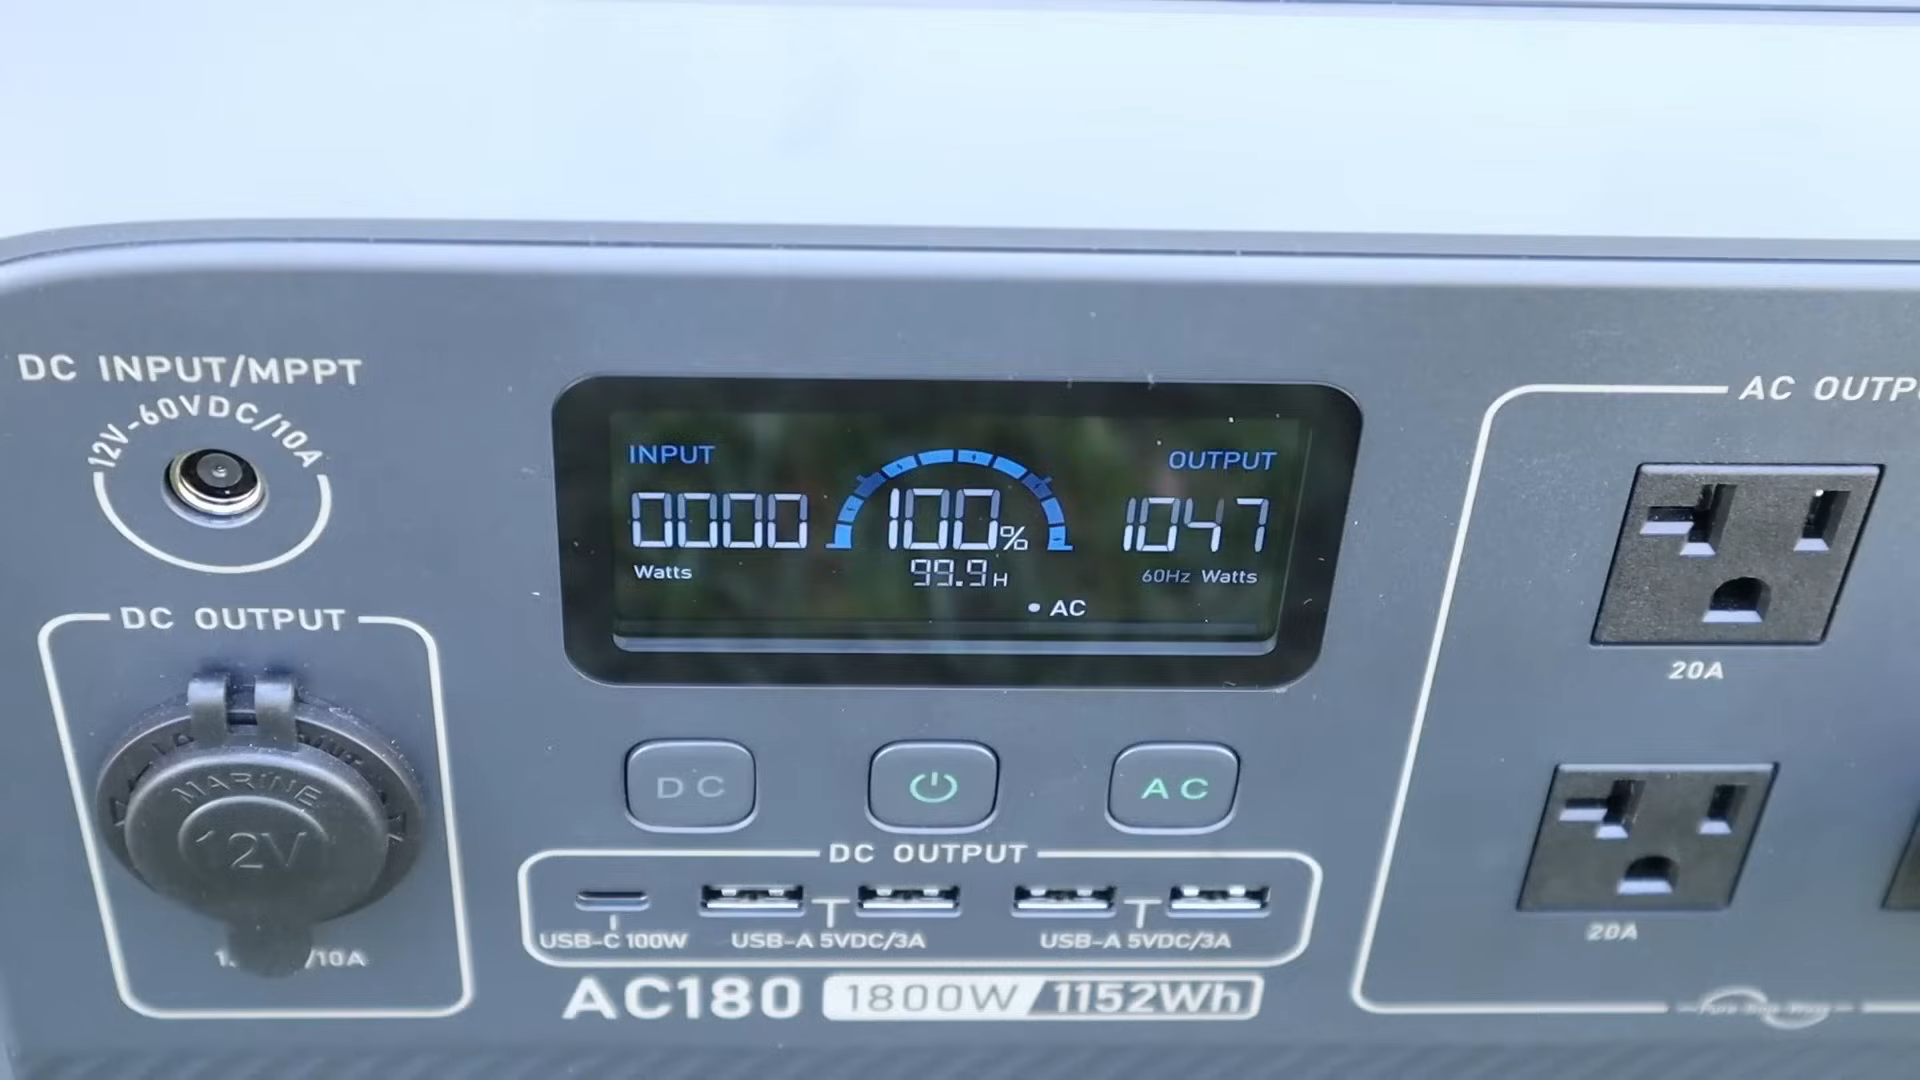 DC INPUT/MPPT
12V-60VDC/10A
INPUT
0000
Watts
100%
99.9H
OUTPUT
1047
60Hz Watts
• AC
AC OUTP
20A
20A
DC OUTPUT
MARINE
12V
/10A
DC
AC
DC OUTPUT
USB-C 100W
USB-A 5VDC/3A
USB-A 5VDC/3A
AC180 1800W/1152Wh